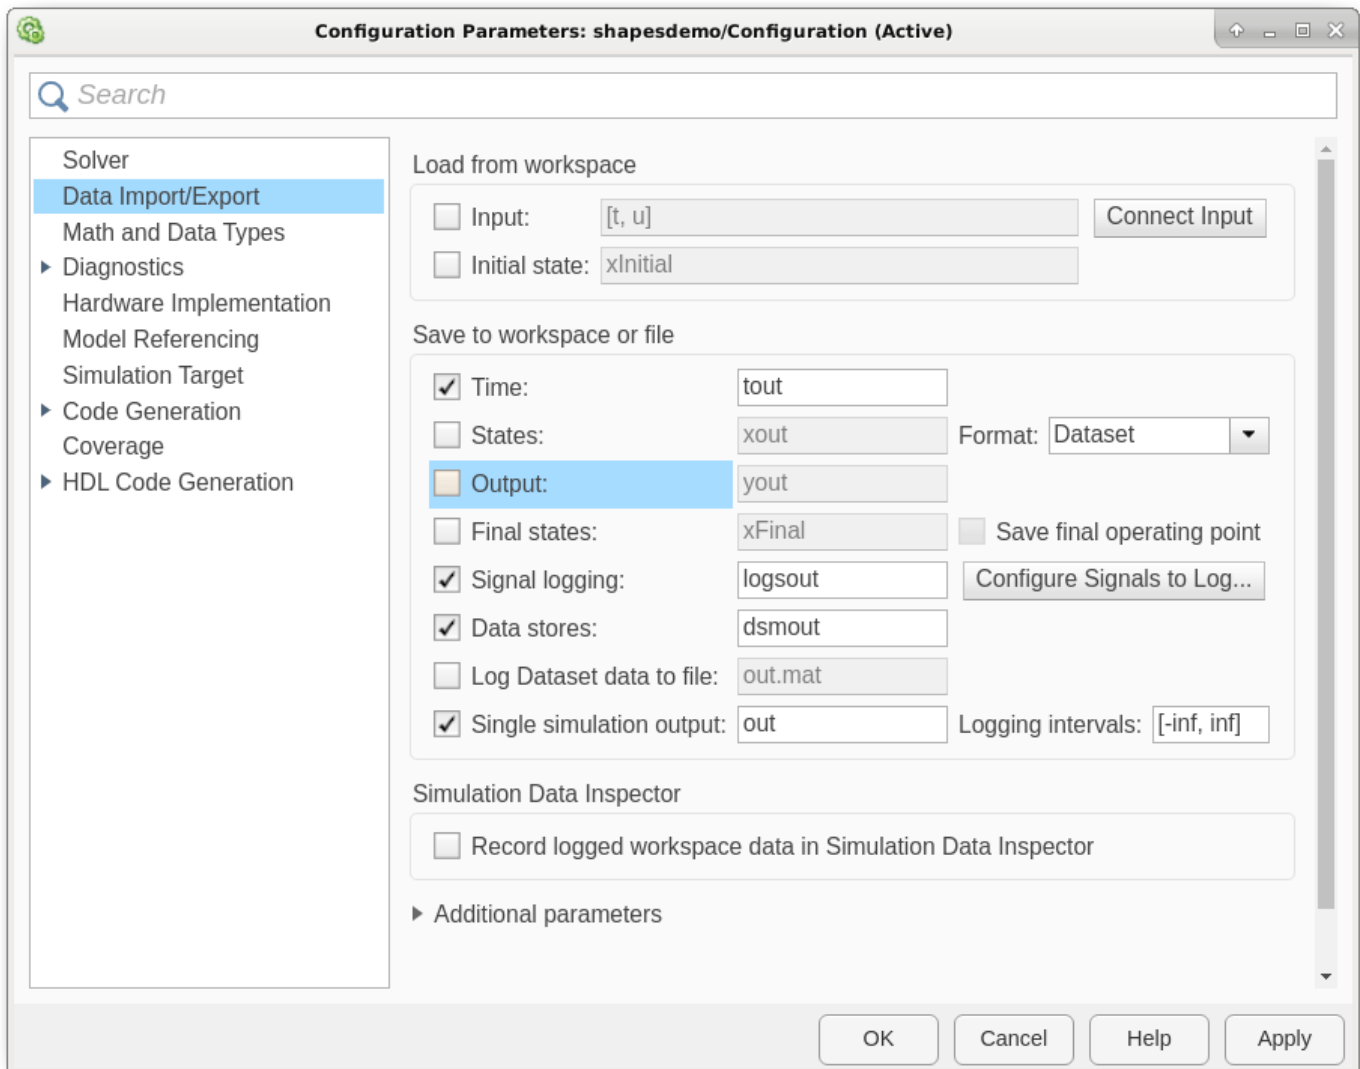 Configuration Parameters: shapesdemo/Configuration (Active)
Search
Solver
Data Import/Export
Math and Data Types
Diagnostics
Hardware Implementation
Model Referencing
Simulation Target
Code Generation
Coverage
HDL Code Generation
Load from workspace
Input: [t, u] Connect Input
Initial state: xInitial
Save to workspace or file
Time: tout
States: xout Format: Dataset
Output: yout
Final states: xFinal Save final operating point
Signal logging: logsout Configure Signals to Log...
Data stores: dsmout
Log Dataset data to file: out.mat
Single simulation output: out Logging intervals: [-inf, inf]
Simulation Data Inspector
Record logged workspace data in Simulation Data Inspector
Additional parameters
OK Cancel Help Apply